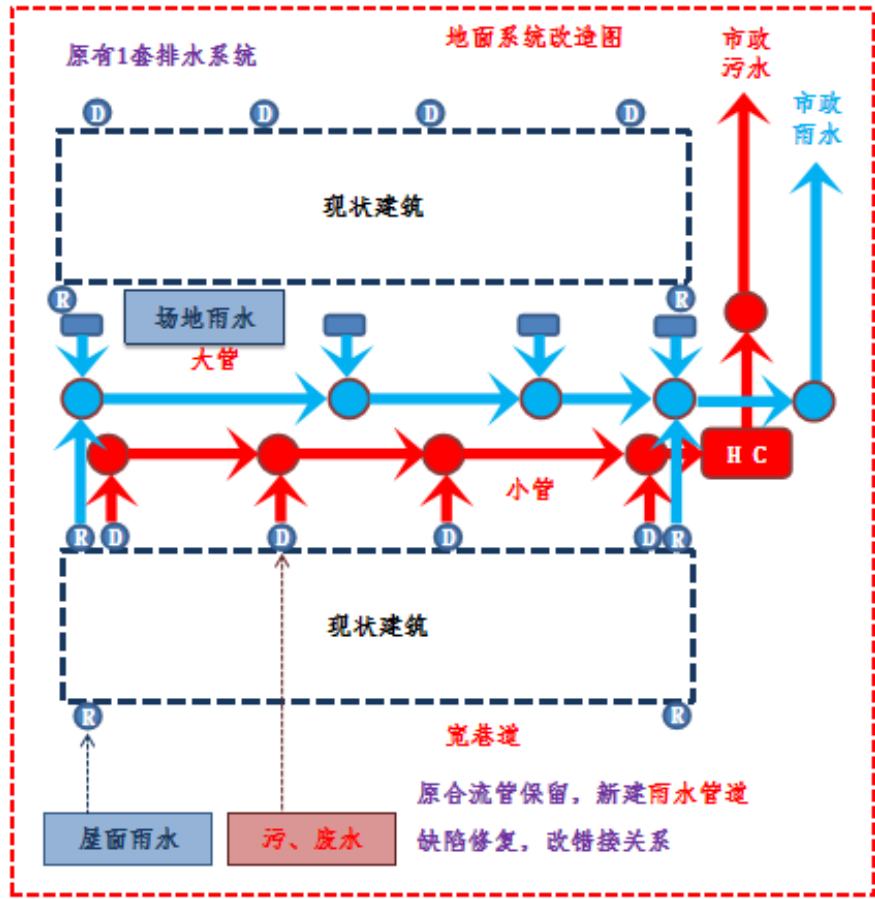 原有1套排水系统
地面系统改造图
市政
污水
市政
雨水
D D D D
现状建筑
R R
场地雨水
大管
H C
小管
R D D D D R
现状建筑
R R
宽巷道
原合流管保留，新建雨水管道
屋面雨水
污、废水
缺陷修复，改错接关系